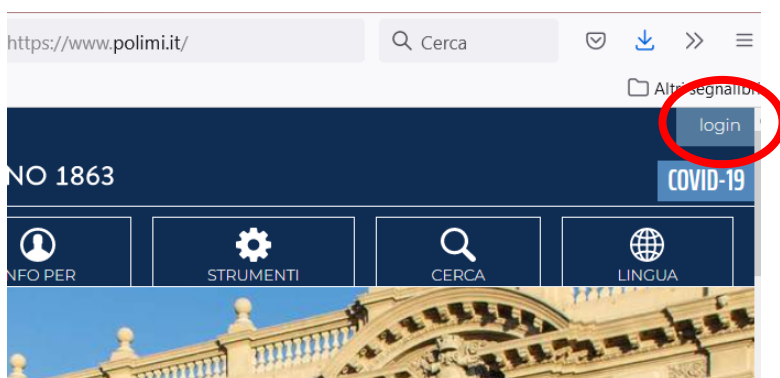 https://www.polimi.it/
Cerca
Altri segnalibri
login
NO 1863
COVID-19
NFO PER
STRUMENTI
CERCA
LINGUA